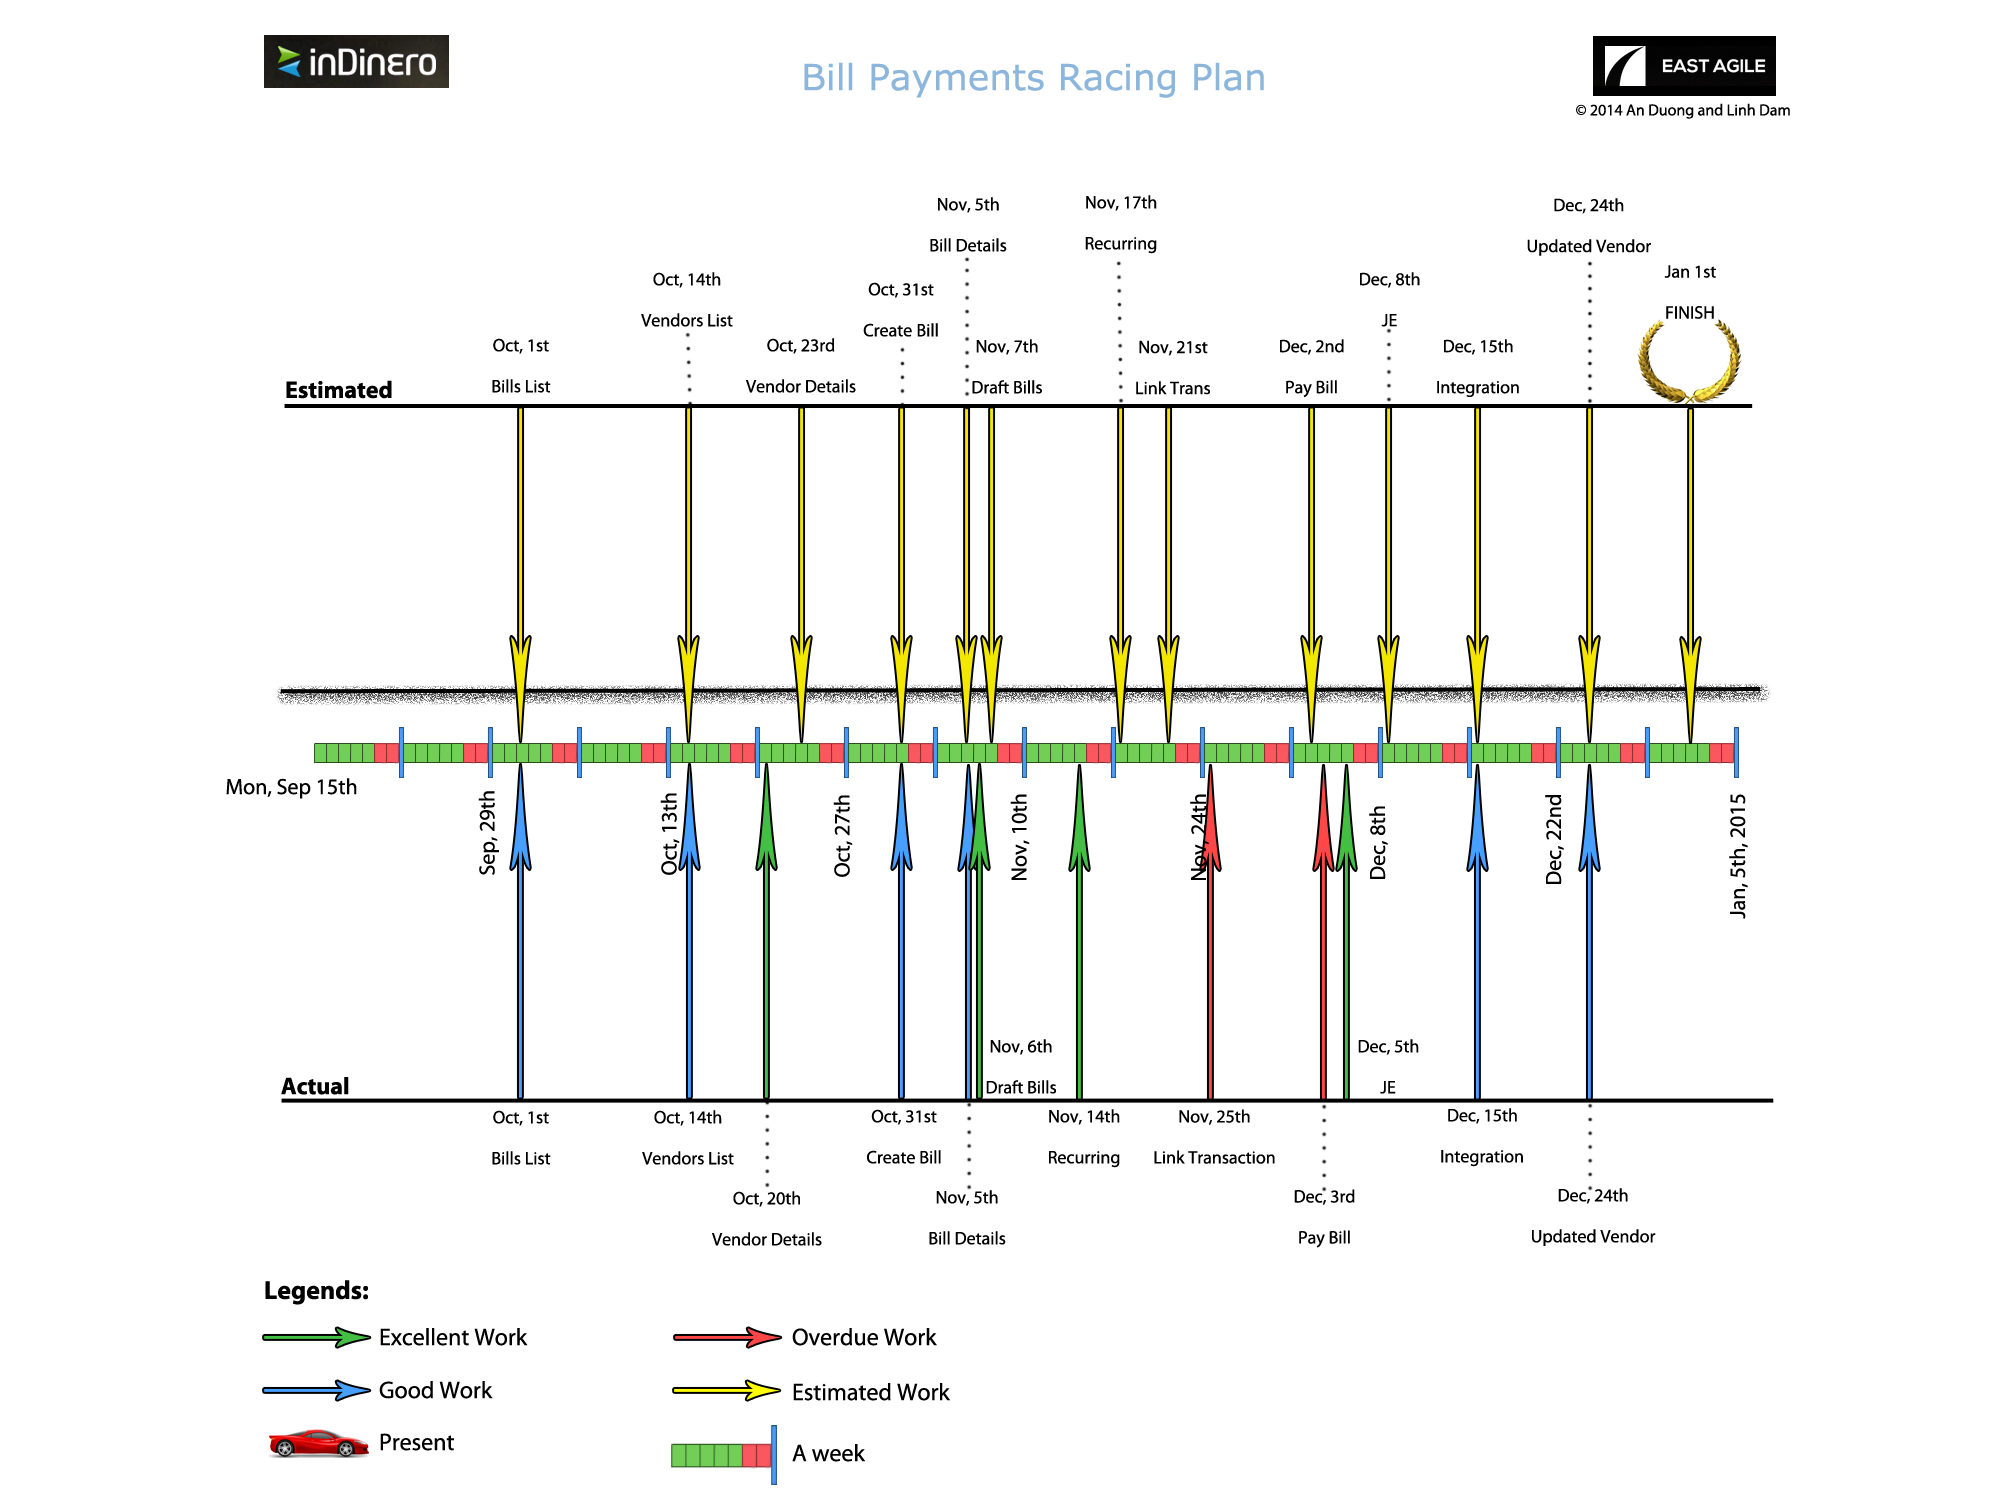 inDinero
Bill Payments Racing Plan
EAST AGILE
© 2014 An Duong and Linh Dam
Nov, 5th
Bill Details
Nov, 17th
Recurring
Dec, 24th
Updated Vendor
Oct, 14th
Vendors List
Oct, 31st
Create Bill
Dec, 8th
JE
Jan 1st
FINISH
Oct, 1st
Bills List
Oct, 23rd
Vendor Details
Nov, 7th
Draft Bills
Nov, 21st
Link Trans
Dec, 2nd
Pay Bill
Dec, 15th
Integration
Estimated
Mon, Sep 15th
Sep, 29th
Oct, 13th
Oct, 27th
Nov, 10th
Nov, 24th
Dec, 8th
Dec, 22nd
Jan, 5th, 2015
Nov, 6th
Draft Bills
Dec, 5th
JE
Actual
Oct, 1st
Bills List
Oct, 14th
Vendors List
Oct, 31st
Create Bill
Nov, 14th
Recurring
Nov, 25th
Link Transaction
Dec, 15th
Integration
Oct, 20th
Vendor Details
Nov, 5th
Bill Details
Dec, 3rd
Pay Bill
Dec, 24th
Updated Vendor
Legends:
Excellent Work
Overdue Work
Good Work
Estimated Work
Present
A week